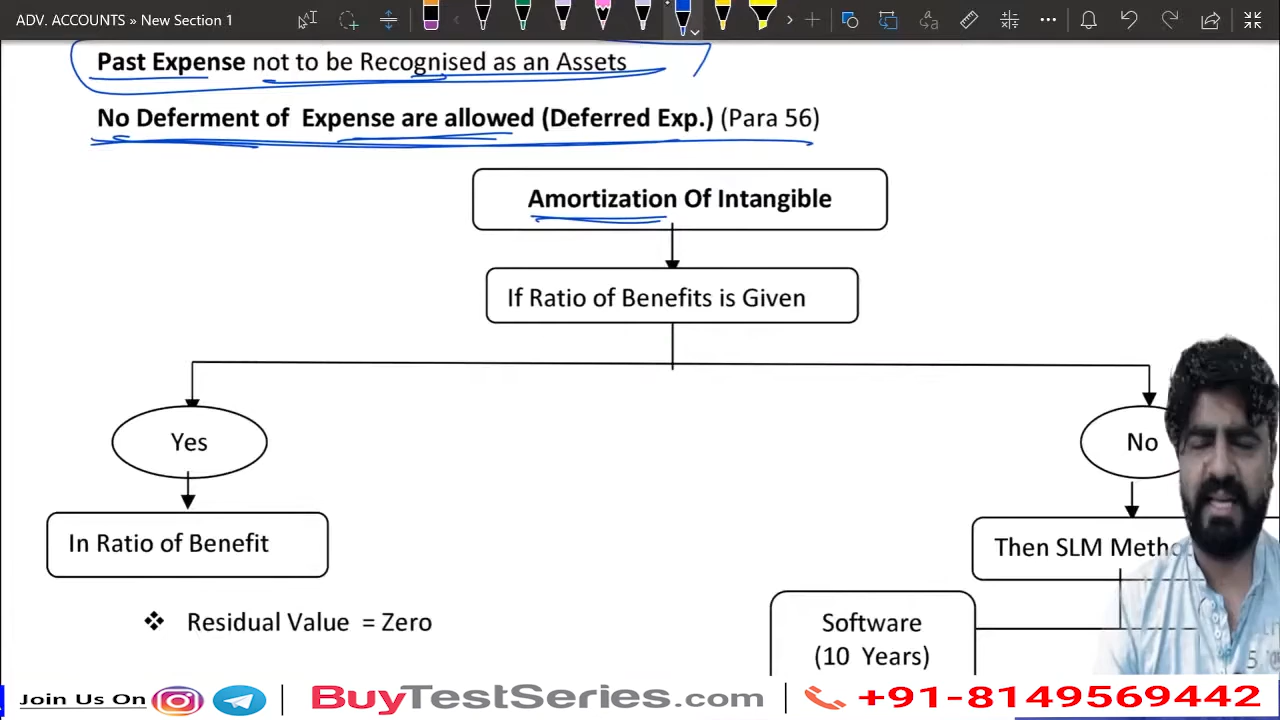 ADV. ACCOUNTS » New Section 1
Past Expense not to be Recognised as an Assets
No Deferment of Expense are allowed (Deferred Exp.) (Para 56)
Amortization Of Intangible
If Ratio of Benefits is Given
Yes
No
In Ratio of Benefit
Then SLM
Residual Value = Zero
Software
(10 Years)
Join Us On
BuyTestSeries.com
+91-8149569442